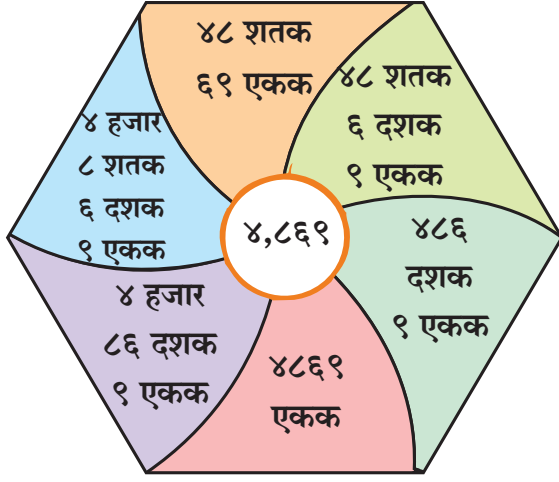 ४८ शतक
६९ एकक
४८ शतक
६ दशक
९ एकक
४८६
दशक
९ एकक
४८६९
एकक
४ हजार
८६ दशक
९ एकक
४ हजार
८ शतक
६ दशक
९ एकक
४,८६९